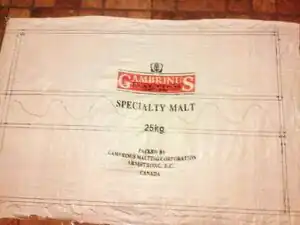 GAMBRINUS
SPECIALTY MALT
25kg
PACKED BY
GAMBRINUS MALTING CORPORATION
ARMSTRONG, B.C.
CANADA